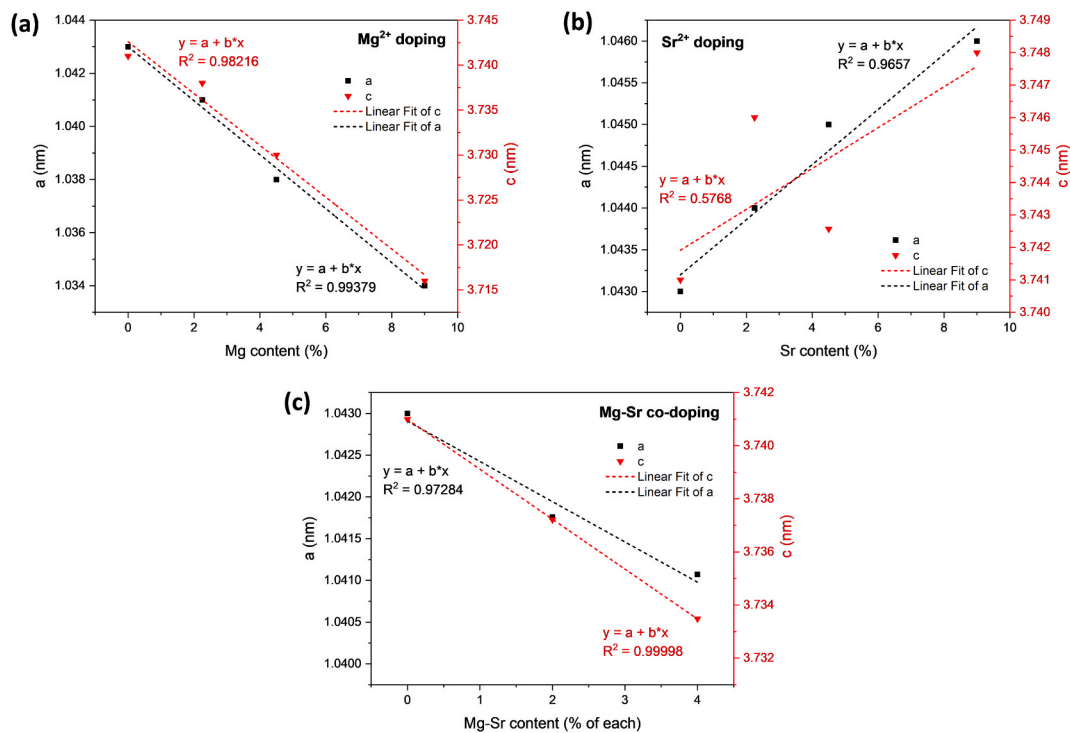 (a)
Mg²⁺ doping
y = a + b*x
R² = 0.98216
a
c
Linear Fit of c
Linear Fit of a
y = a + b*x
R² = 0.99379
1.044
1.042
1.040
1.038
1.036
1.034
a (nm)
3.745
3.740
3.735
3.730
3.725
3.720
3.715
c (nm)
0 2 4 6 8 10
Mg content (%)
(b)
Sr²⁺ doping
y = a + b*x
R² = 0.9657
y = a + b*x
R² = 0.5768
a
c
Linear Fit of c
Linear Fit of a
1.0460
1.0455
1.0450
1.0445
1.0440
1.0435
1.0430
a (nm)
3.749
3.748
3.747
3.746
3.745
3.744
3.743
3.742
3.741
3.740
c (nm)
0 2 4 6 8 10
Sr content (%)
(c)
Mg-Sr co-doping
a
c
Linear Fit of c
Linear Fit of a
y = a + b*x
R² = 0.97284
y = a + b*x
R² = 0.99998
1.0430
1.0425
1.0420
1.0415
1.0410
1.0405
1.0400
a (nm)
3.742
3.740
3.738
3.736
3.734
3.732
c (nm)
0 1 2 3 4
Mg-Sr content (% of each)